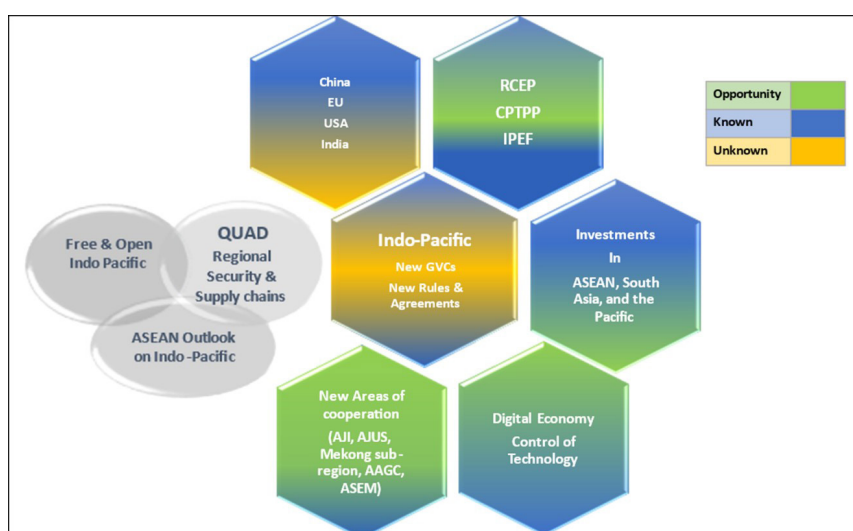 China
EU
USA
India
RCEP
CPTPP
IPEF
Opportunity
Known
Unknown
Free & Open
Indo Pacific
QUAD
Regional
Security &
Supply chains
ASEAN Outlook
on Indo-Pacific
Indo-Pacific
New GVCs
New Rules &
Agreements
Investments
In
ASEAN, South
Asia, and the
Pacific
New Areas of
cooperation
(AJI, AJUS,
Mekong sub-
region, AAGC,
ASEM)
Digital Economy
Control of
Technology